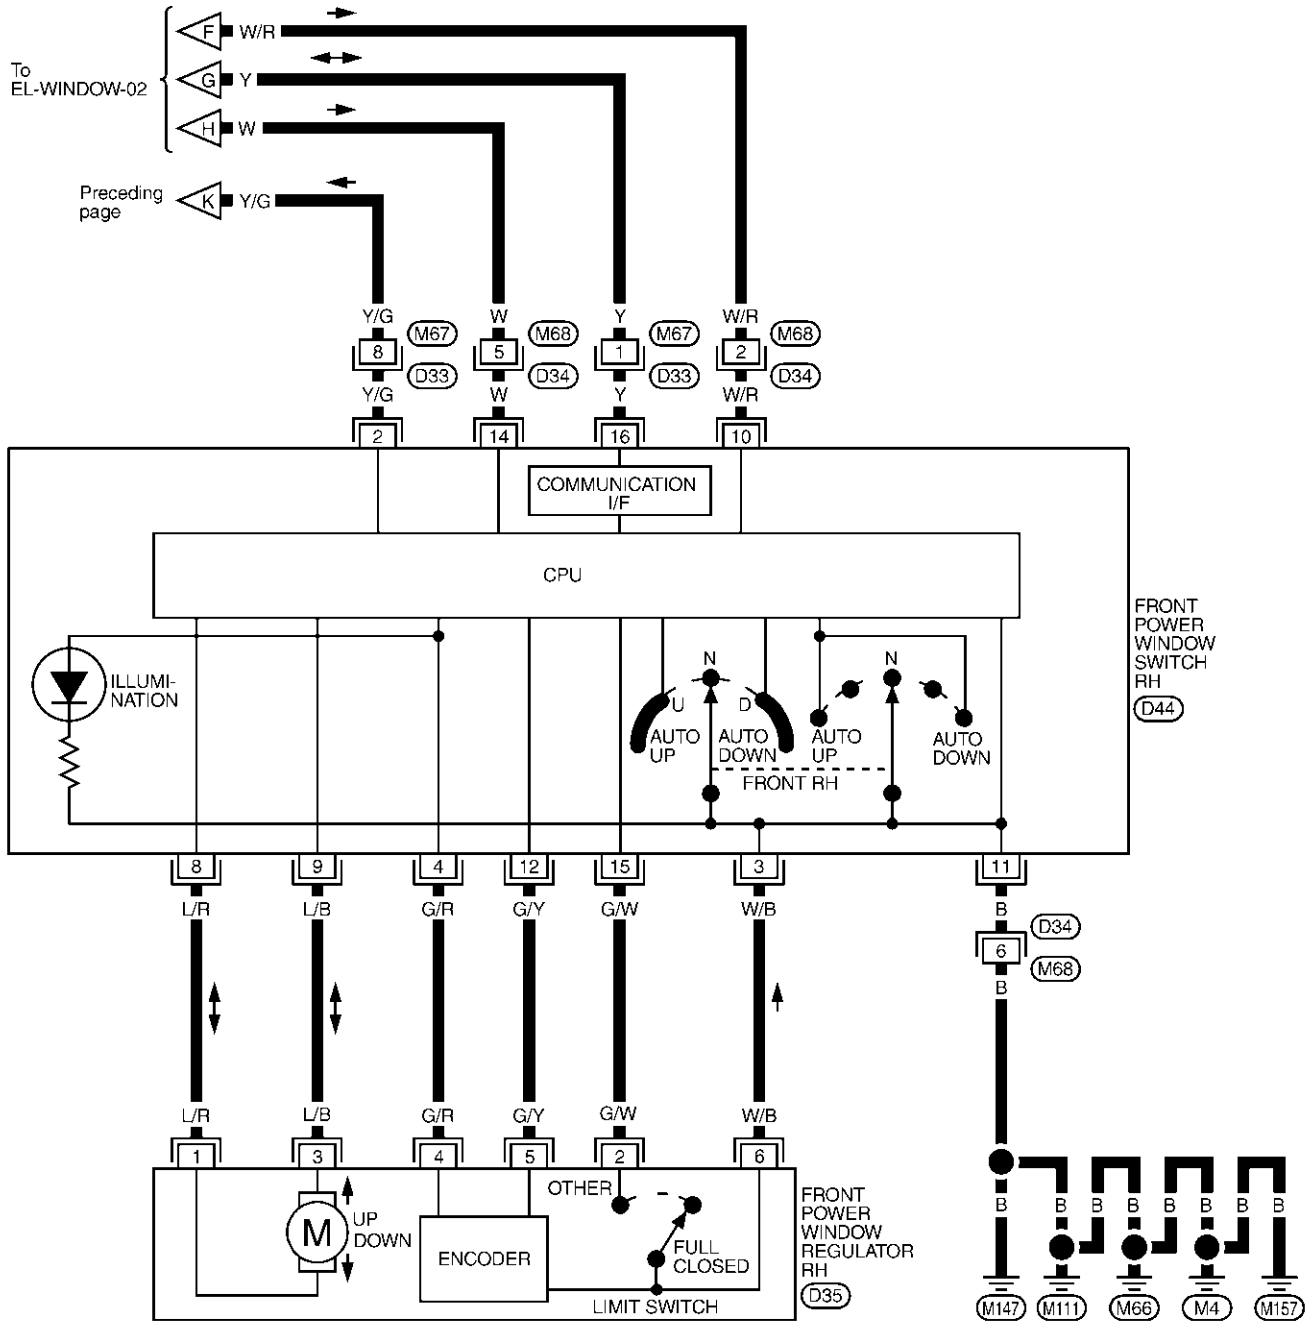 F W/R
To
EL-WINDOW-02
G Y
H W
Preceding
page
K Y/G
Y/G W Y W/R
8 M67 5 M68 1 M67 2 M68
D33 D34 D33 D34
Y/G W Y W/R
2 14 16 10
COMMUNICATION
I/F
CPU
FRONT
POWER
WINDOW
SWITCH
RH
D44
ILLUMI-
NATION
N N
U D
AUTO
UP
AUTO
DOWN
AUTO
UP
AUTO
DOWN
FRONT RH
8 9 4 12 15 3 11
L/R L/B G/R G/Y G/W W/B B
D34
6
M68
B
L/R L/B G/R G/Y G/W W/B
1 3 4 5 2 6
OTHER
M
UP
DOWN
ENCODER
FULL
CLOSED
LIMIT SWITCH
FRONT
POWER
WINDOW
REGULATOR
RH
D35
B B B B B B B B
M147 M111 M66 M4 M157